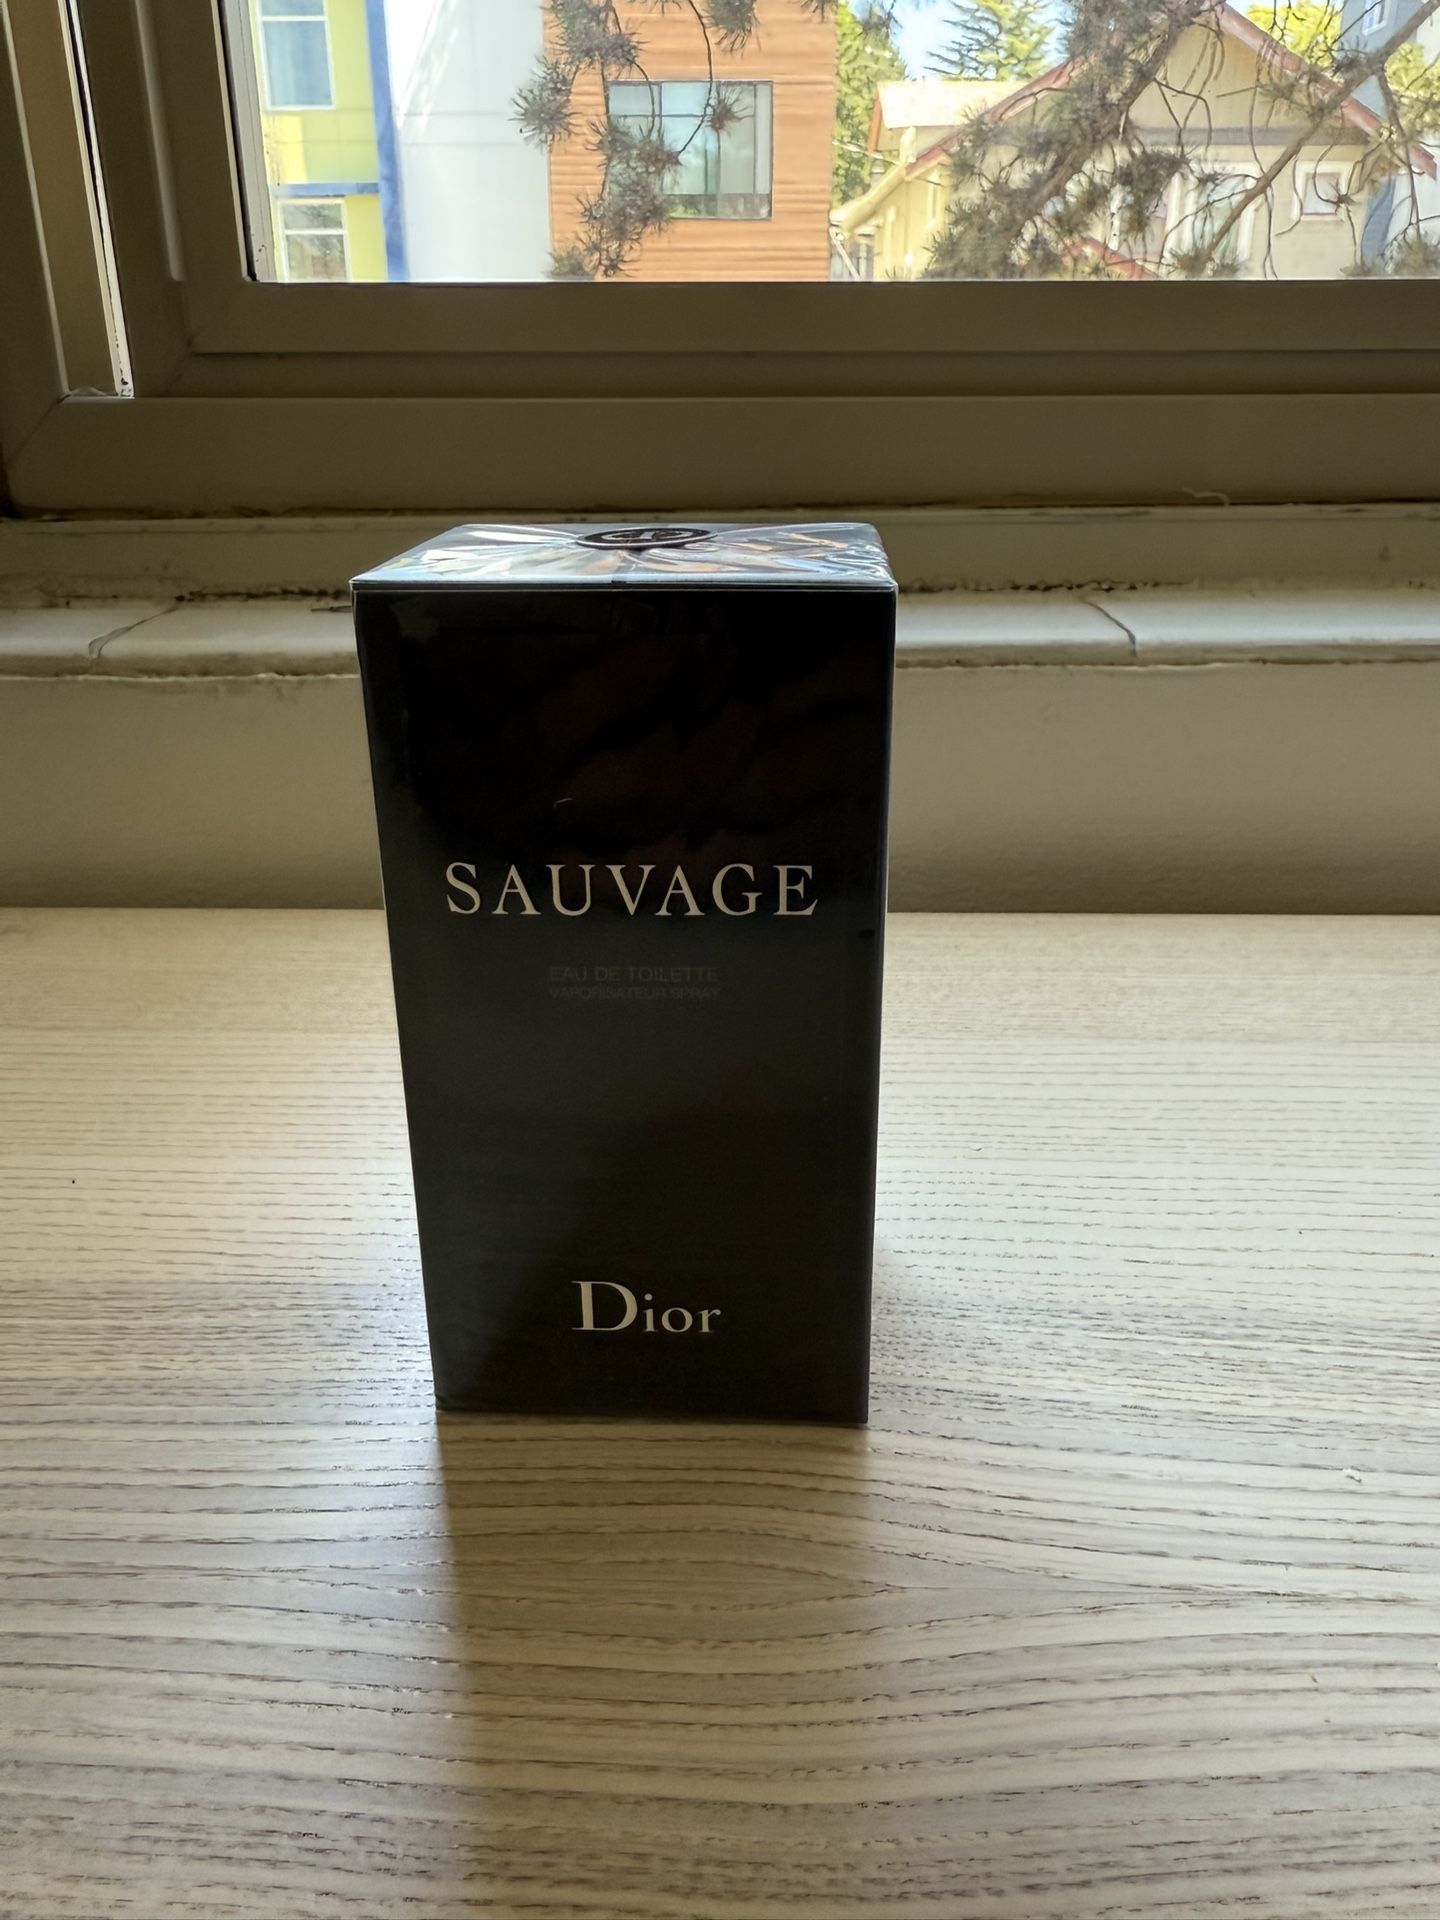 SAUVAGE
EAU DE TOILETTE
VAPORISATEUR SPRAY
Dior